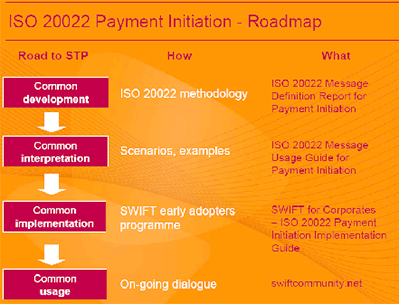 ISO 20022 Payment Initiation - Roadmap
Road to STP How What
Common
development
ISO 20022 methodology
ISO 20022 Message
Definition Report for
Payment Initiation
Common
interpretation
Scenarios, examples
ISO 20022 Message
Usage Guide for
Payment Initiation
Common
implementation
SWIFT early adopters
programme
SWIFT for Corporates
– ISO 20022 Payment
Initiation Implementation
Guide
Common
usage
On-going dialogue
swiftcommunity.net